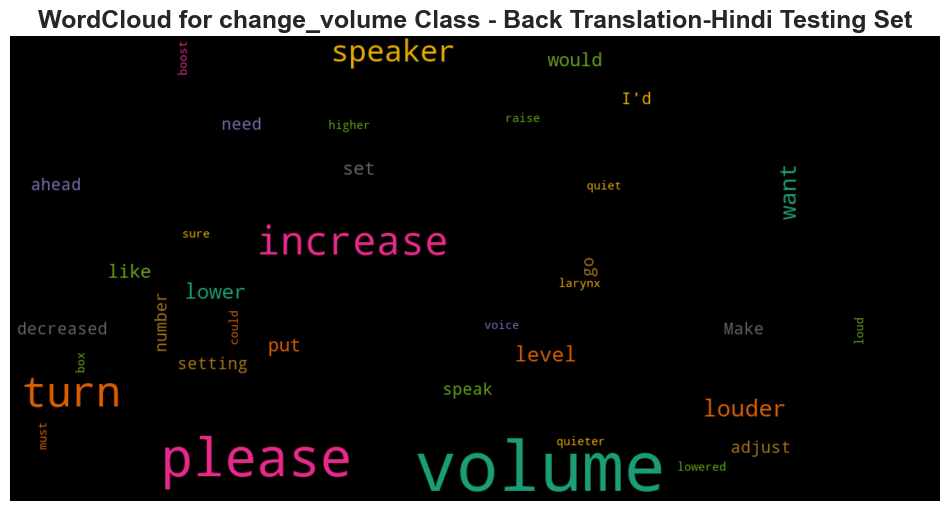 WordCloud for change_volume Class - Back Translation-Hindi Testing Set
boost
speaker
would
I'd
need
higher
raise
set
ahead
quiet
want
sure
increase
like
go
lower
larynx
number
could
decreased
voice
Make
loud
put
level
box
setting
turn
speak
louder
must
please
volume
quieter
adjust
lowered